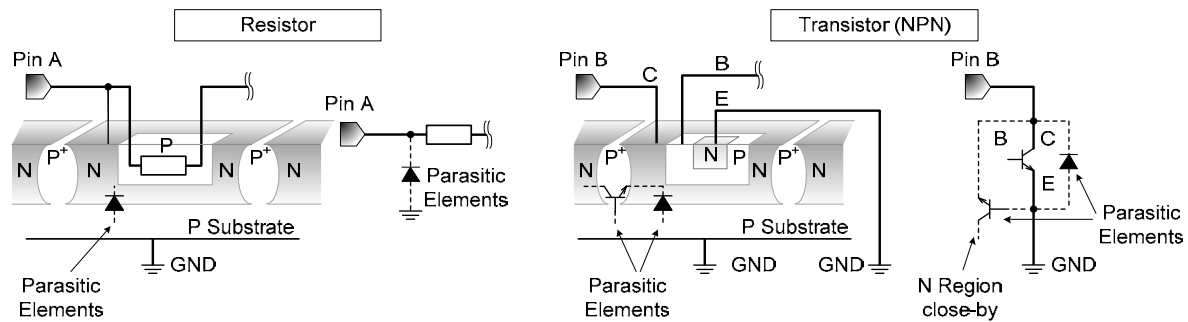 Resistor
Pin A
N
P+
N
P
N
P+
N
Parasitic
Elements
P Substrate
GND
Pin A
Parasitic
Elements
Transistor (NPN)
Pin B
C
B
E
N
P+
N
N
P
N
P+
N
Parasitic
Elements
P Substrate
GND
GND
Pin B
B
C
E
Parasitic
Elements
GND
N Region
close-by